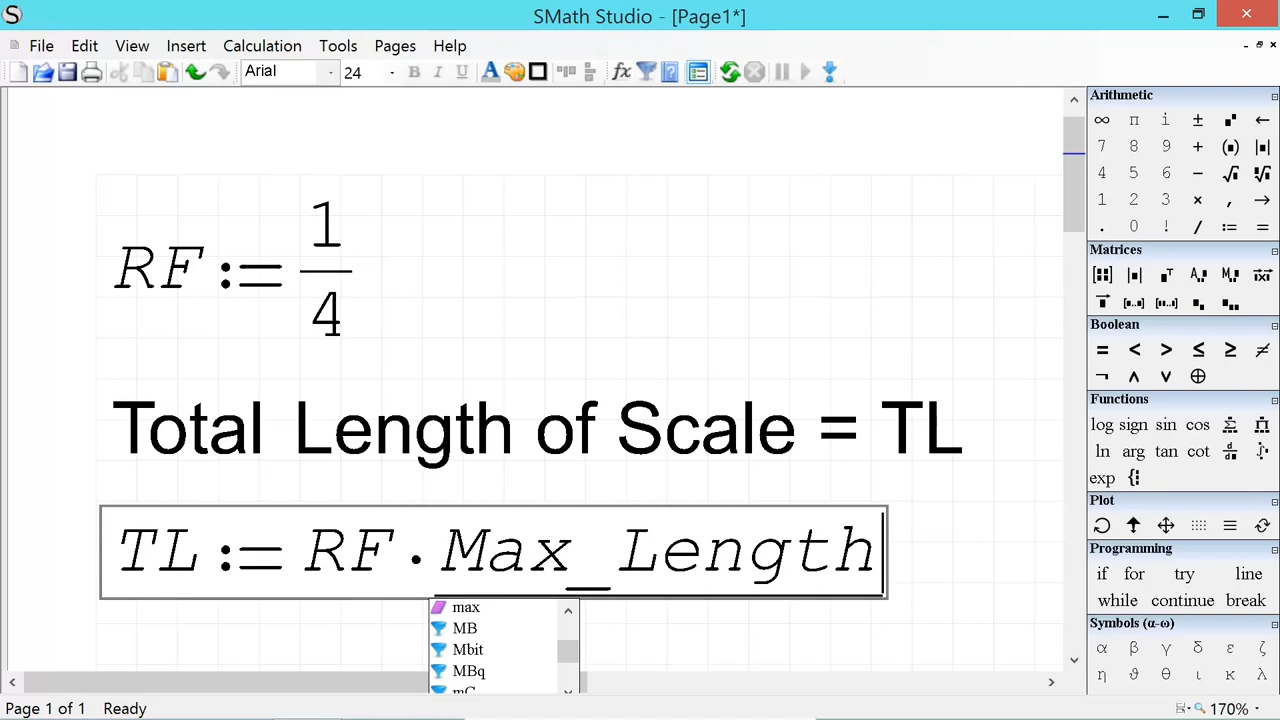 SMath Studio - [Page1*]
File Edit View Insert Calculation Tools Pages Help
Arial 24
RF:=1/4
Total Length of Scale = TL
TL:=RF·Max_Length
max
MB
Mbit
MBq
mC
Arithmetic
∞ π i ± ←
7 8 9 +
4 5 6 −
1 2 3 × , →
. 0 ! / := =
Matrices
Boolean
= < > ≤ ≥ ≠
¬ ∧ ∨ ⊕
Functions
log sign sin cos
ln arg tan cot
exp
Plot
Programming
if for try line
while continue break
Symbols (α-ω)
α β γ δ ε ζ
η ϑ θ ι κ λ
Page 1 of 1 Ready
170%